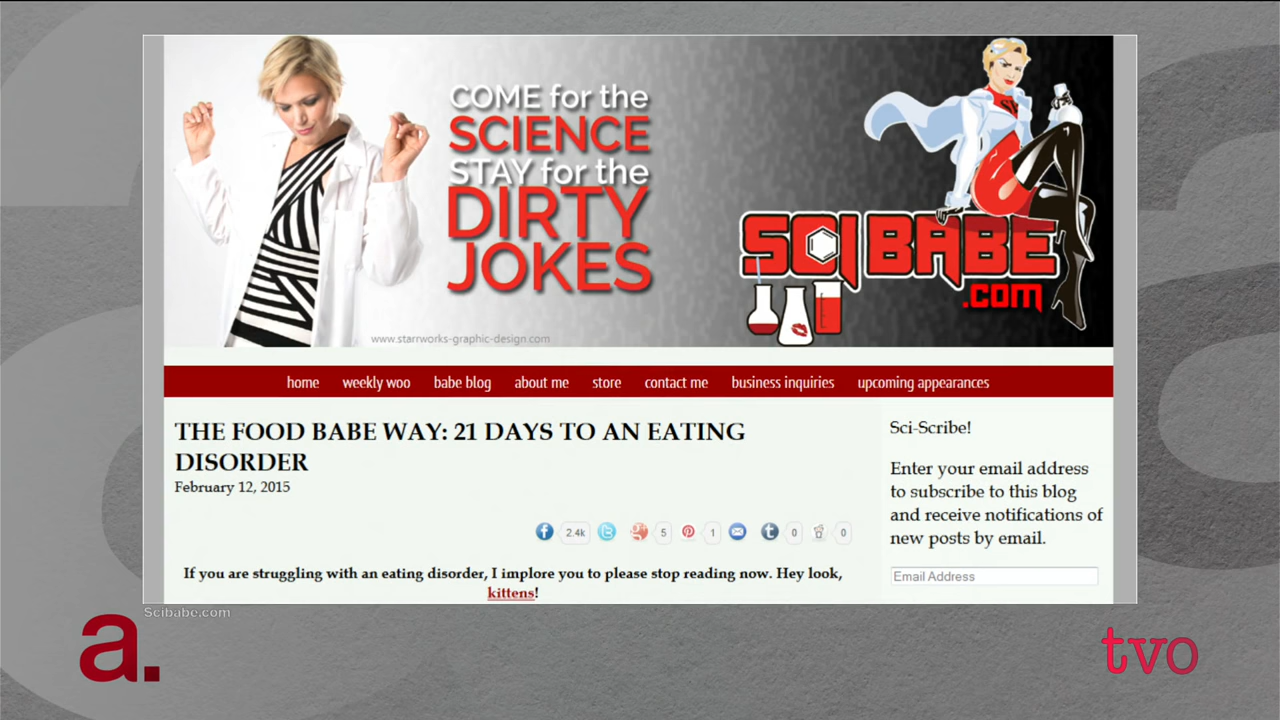 COME for the
SCIENCE
STAY for the
DIRTY
JOKES
SCI BABE
.COM
www.starrworks-graphic-design.com
home weekly woo babe blog about me store contact me business inquiries upcoming appearances
THE FOOD BABE WAY: 21 DAYS TO AN EATING
DISORDER
February 12, 2015
2.4k 5 1 0 0
If you are struggling with an eating disorder, I implore you to please stop reading now. Hey look,
kittens!
Sci-Scribe!
Enter your email address
to subscribe to this blog
and receive notifications of
new posts by email.
Email Address
Scibabe.com
a.
tvo